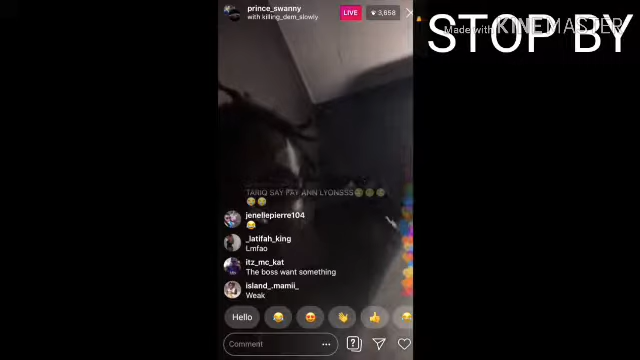 prince_swanny
with killing_dem_slowly
LIVE
3,658
Made with KINEMASTER
STOP BY
TARIQ SAY PAY ANN LYONSSS
jenellepierre104
_latifah_king
Lmfao
itz_mc_kat
The boss want something
island_.mamii_
Weak
Hello
Comment